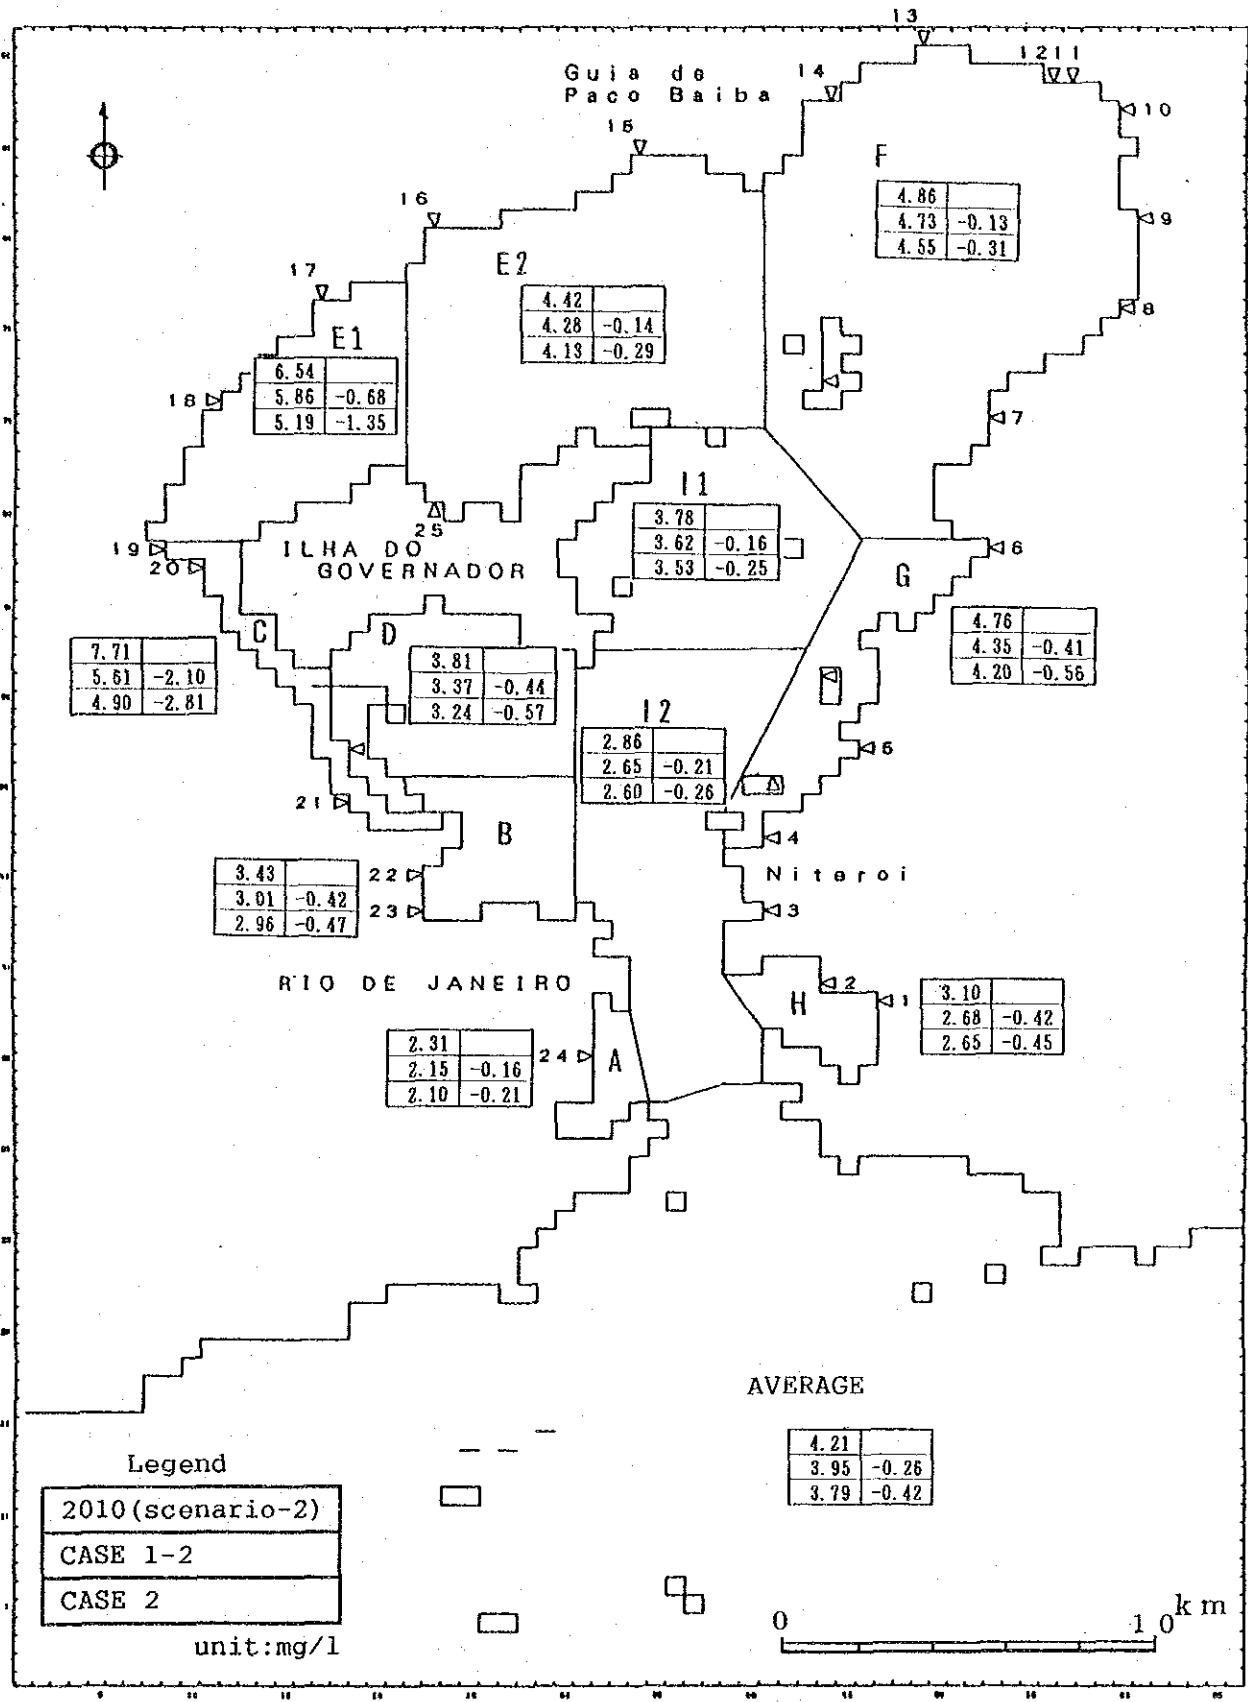 13
Guia de
Paco Baiba
14
1211
10
15
F
4.86
4.73 -0.13
4.55 -0.31
9
16
E2
4.42
4.28 -0.14
4.13 -0.29
8
17
E1
6.54
5.86 -0.68
5.19 -1.35
18
7
I1
3.78
3.62 -0.16
3.53 -0.25
25
19
20
ILHA DO
GOVERNADOR
6
G
4.76
4.35 -0.41
4.20 -0.56
C
7.71
5.61 -2.10
4.90 -2.81
D
3.81
3.37 -0.44
3.24 -0.57
I2
2.86
2.65 -0.21
2.60 -0.26
5
21
B
4
Niteroi
3.43
3.01 -0.42
2.96 -0.47
22
23
3
RIO DE JANEIRO
2
1
H
3.10
2.68 -0.42
2.65 -0.45
2.31
2.15 -0.16
2.10 -0.21
24
A
AVERAGE
4.21
3.95 -0.26
3.79 -0.42
Legend
2010(scenario-2)
CASE 1-2
CASE 2
unit:mg/l
0 10 km